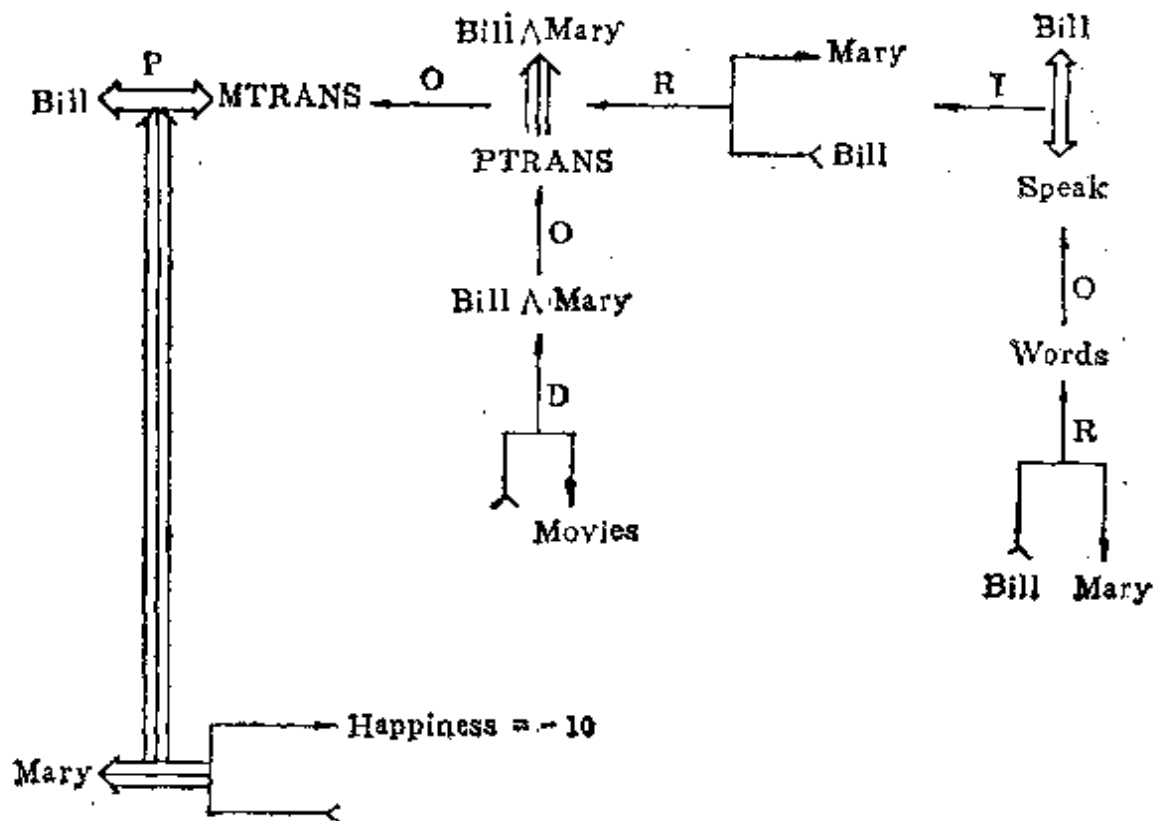 Bill ∧ Mary
Bill
P
Mary
Bill
MTRANS
O
R
I
PTRANS
Bill
Speak
O
Bill ∧ Mary
O
Words
D
R
Movies
Bill
Mary
Happiness = - 10
Mary